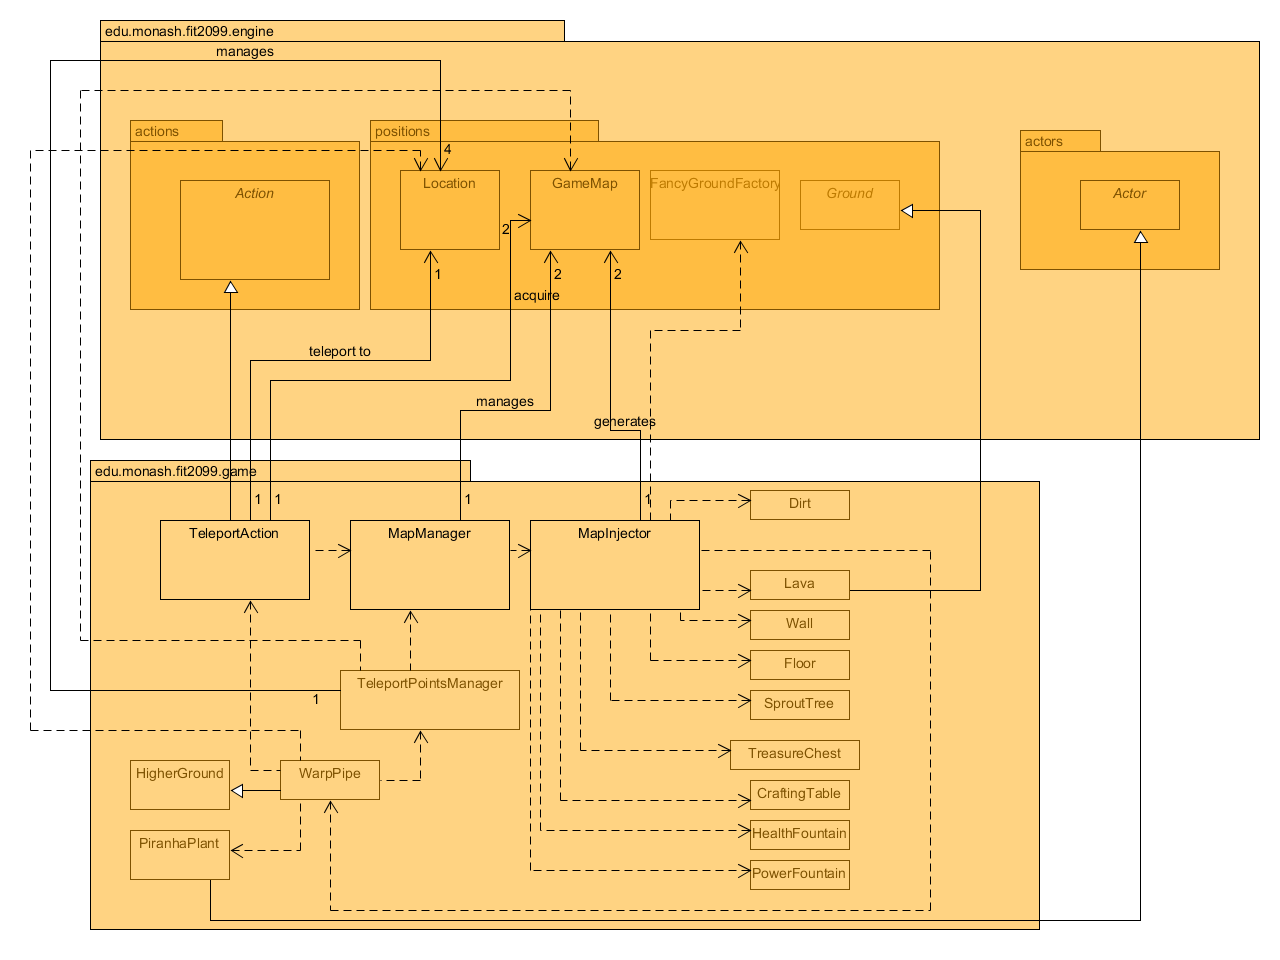 edu.monash.fit2099.engine
manages
actions
positions
actors
4
Action
Location
GameMap
FancyGroundFactory
Ground
Actor
2
1
2
2
acquire
teleport to
manages
generates
edu.monash.fit2099.game
1
1
1
1
Dirt
TeleportAction
MapManager
MapInjector
Lava
Wall
Floor
TeleportPointsManager
1
SproutTree
TreasureChest
HigherGround
WarpPipe
CraftingTable
PiranhaPlant
HealthFountain
PowerFountain